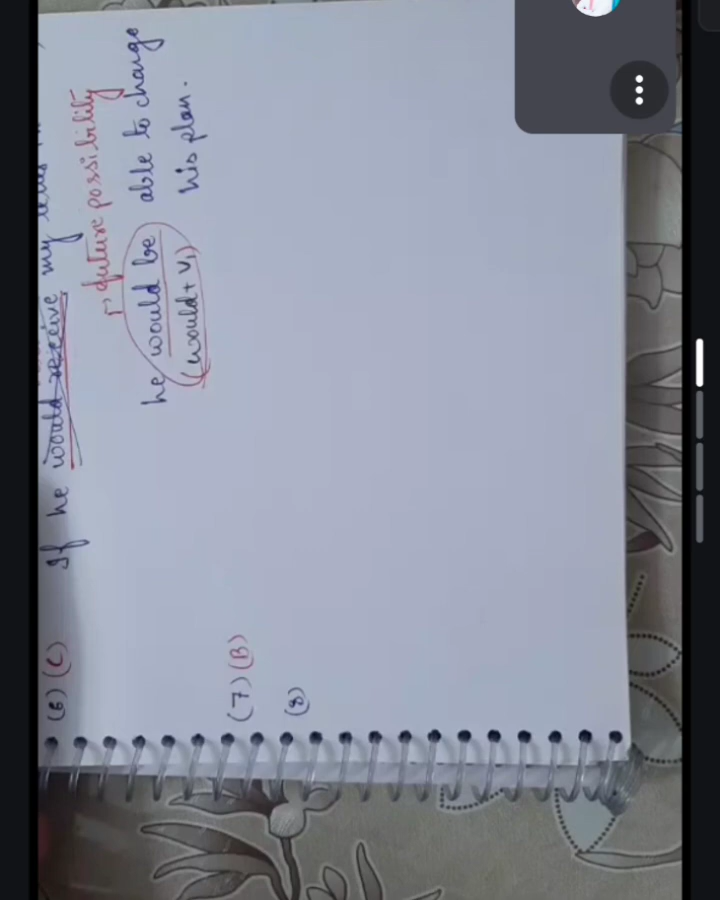 (6) (C) If he would receive my
future possibility
he would be able to change
(would + V₁) his plan.
(7) (B)
(8)